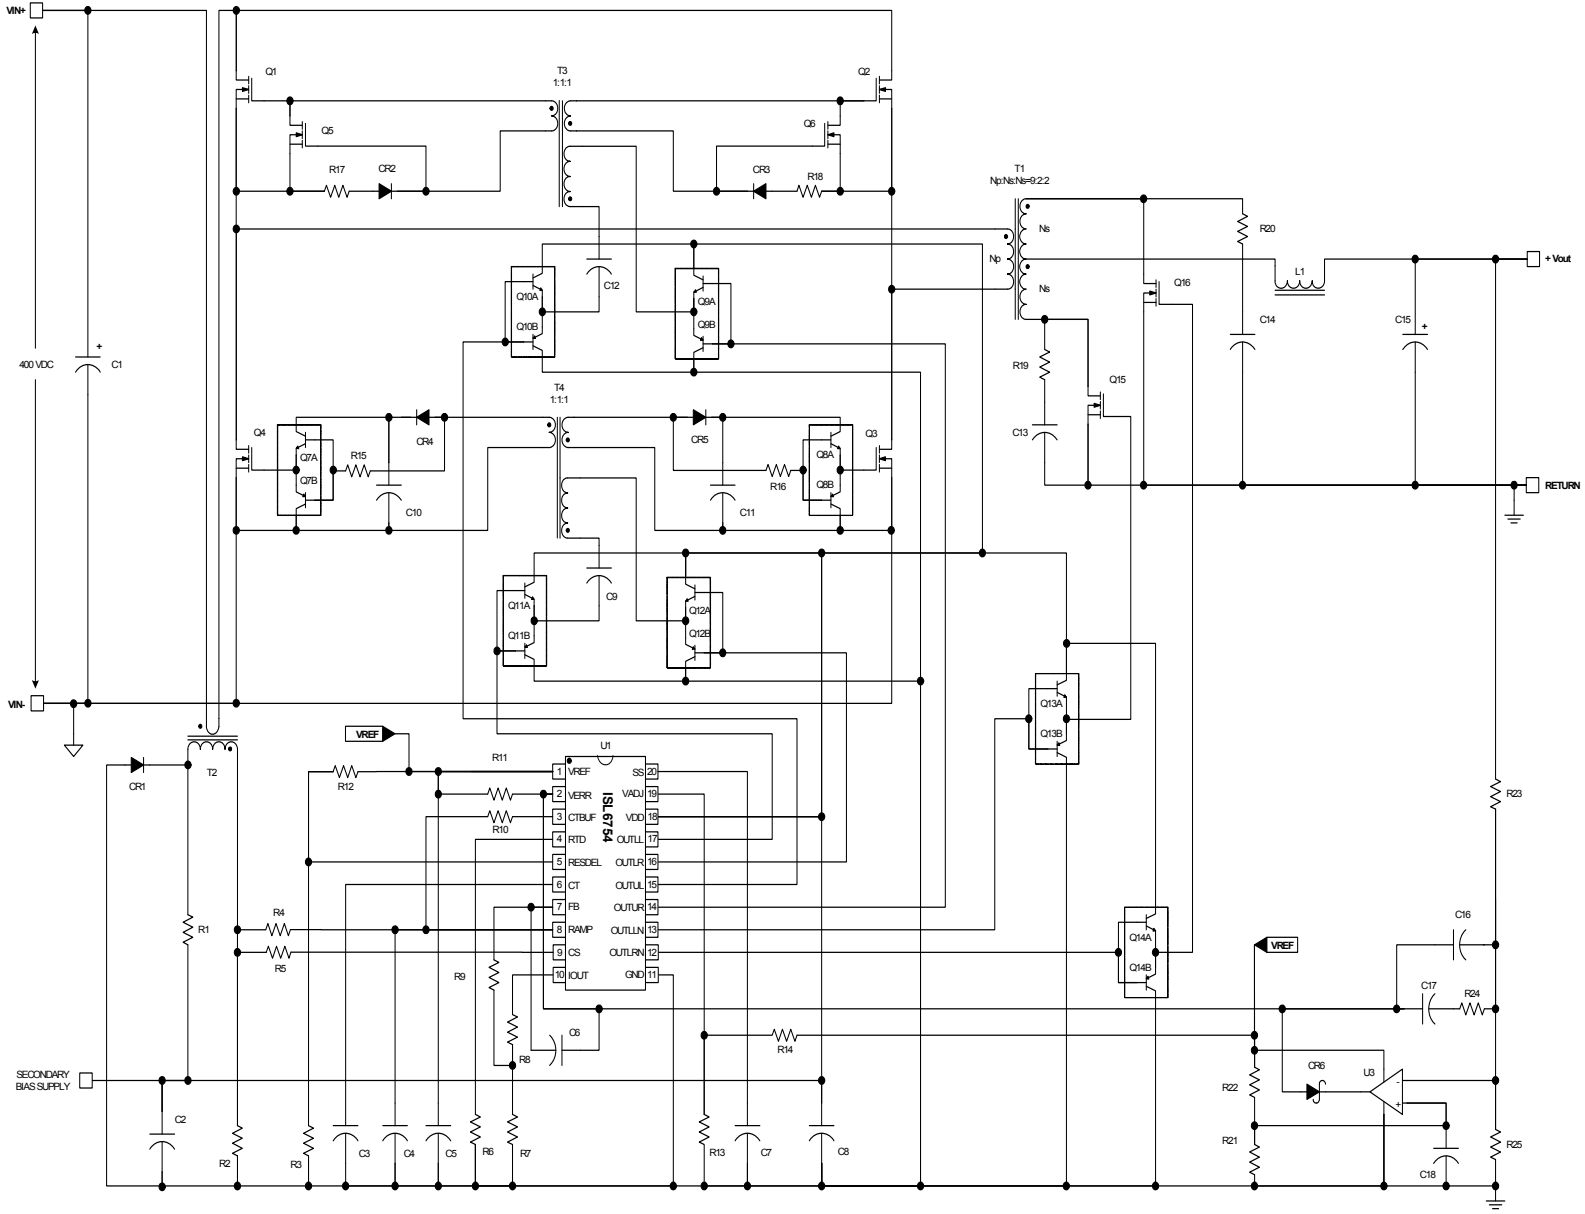 VIN+
Q1
T3
1:1:1
Q2
Q5
Q6
R17
CR2
CR3
R18
T1
Np:Ns:Ns=9:2:2
Ns
R20
Np
+ Vout
L1
Q16
Ns
C12
Q10A
Q10B
Q9A
Q9B
C14
C15
+
400 VDC
+
C1
R19
Q15
T4
1:1:1
C13
Q4
CR4
CR5
Q3
Q7A
Q7B
R15
R16
Q8A
Q8B
C10
C11
RETURN
C9
Q11A
Q11B
Q12A
Q12B
VIN-
Q13A
Q13B
VREF
T2
CR1
U1
ISL6754
R11
R12
R10
1 VREF
2 VERR
3 CTBUF
4 RTD
5 RESDEL
6 CT
7 FB
8 RAMP
9 CS
10 IOUT
SS 20
VADJ 19
VDD 18
OUTLL 17
OUTLR 16
OUTUL 15
OUTUR 14
OUTLLN 13
OUTLRN 12
GND 11
R23
R1
R4
R5
R9
Q14A
Q14B
C16
VREF
C17
R24
C6
R8
R14
SECONDARY
BIAS SUPPLY
R22
CR6
U3
-
+
C2
R2
R3
C3
C4
C5
R6
R7
R13
C7
C8
R21
C18
R25